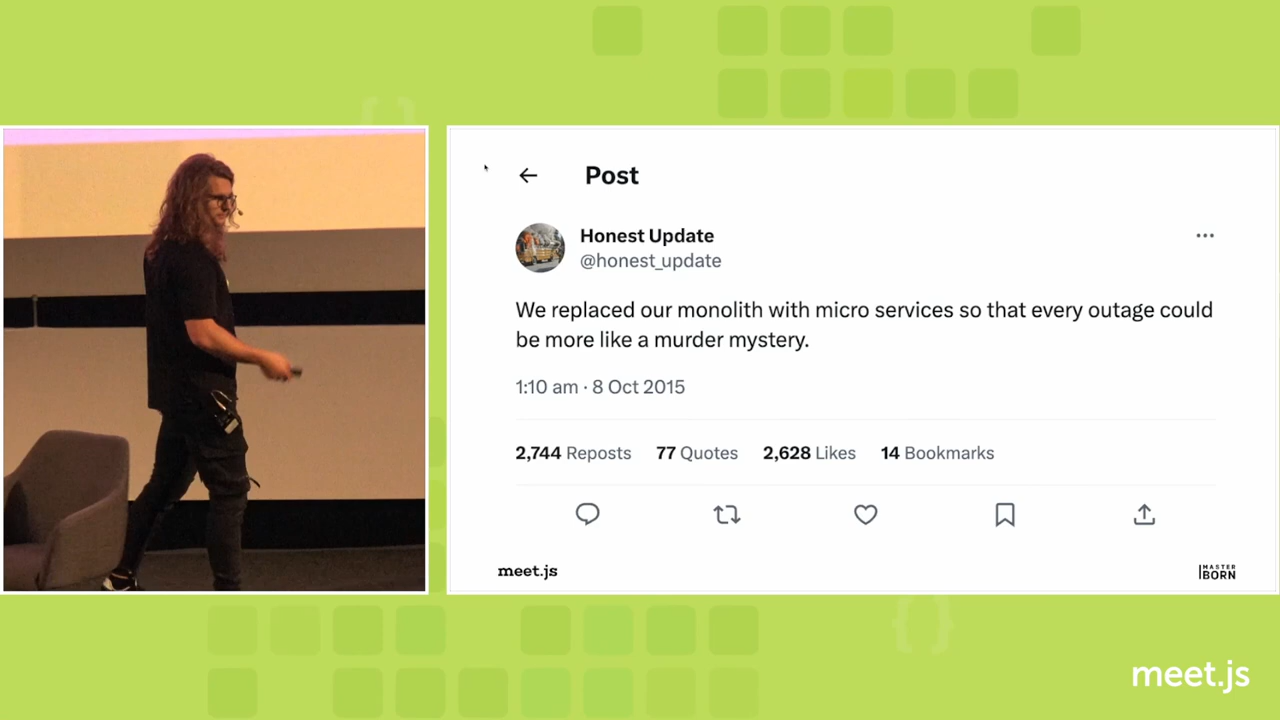 Post
Honest Update
@honest_update
We replaced our monolith with micro services so that every outage could
be more like a murder mystery.
1:10 am · 8 Oct 2015
2,744 Reposts 77 Quotes 2,628 Likes 14 Bookmarks
meet.js
MASTER
BORN
meet.js